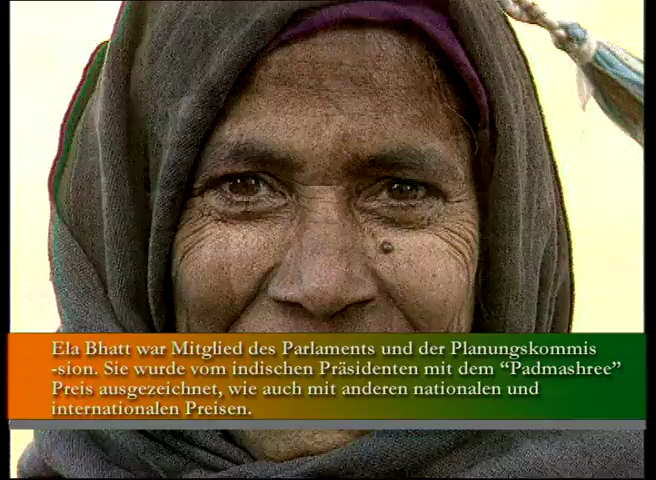 Ela Bhatt war Mitglied des Parlaments und der Planungskommis
-sion. Sie wurde vom indischen Präsidenten mit dem “Padmashree”
Preis ausgezeichnet, wie auch mit anderen nationalen und
internationalen Preisen.